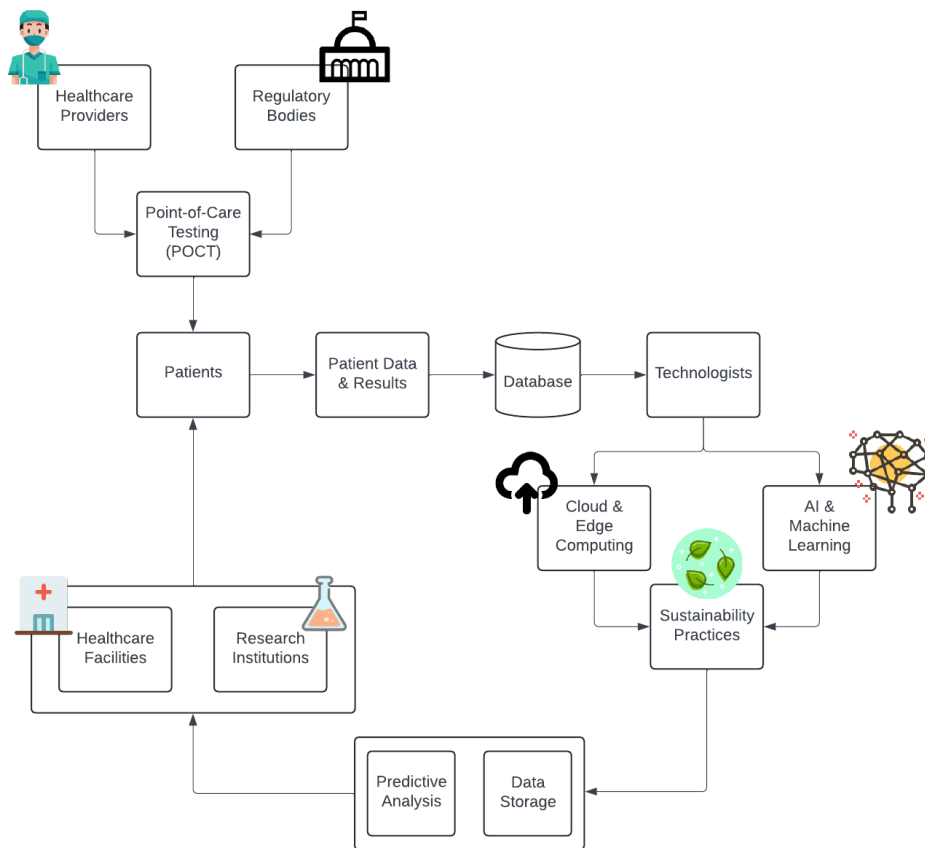 Healthcare
Providers
Regulatory
Bodies
Point-of-Care
Testing
(POCT)
Patients
Patient Data
& Results
Database
Technologists
Cloud &
Edge
Computing
AI &
Machine
Learning
Sustainability
Practices
Healthcare
Facilities
Research
Institutions
Predictive
Analysis
Data
Storage